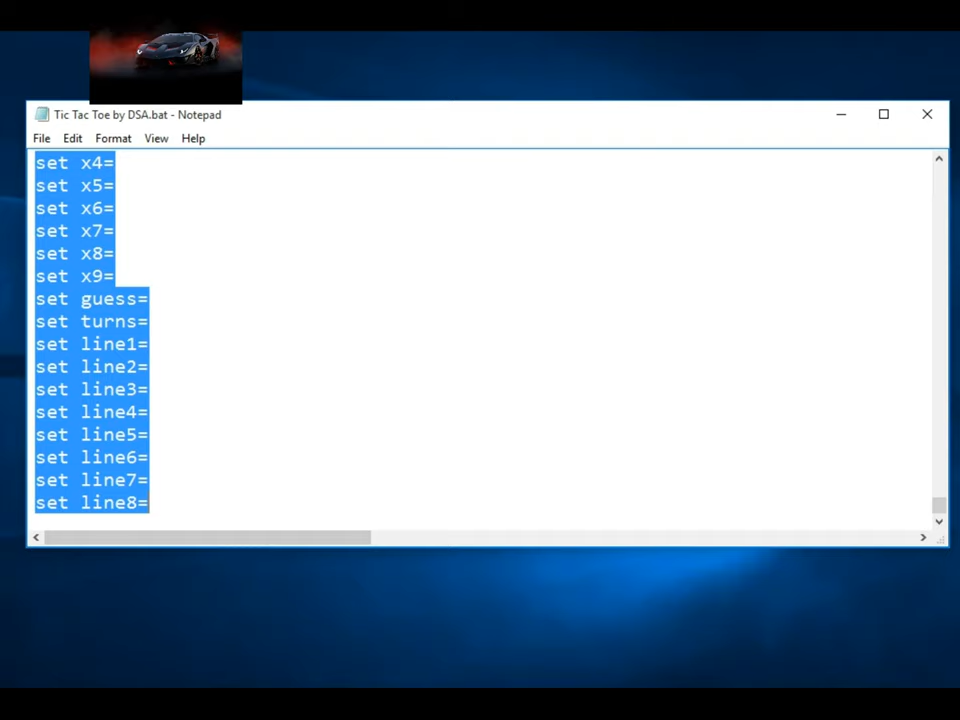 Tic Tac Toe by DSA.bat - Notepad
File Edit Format View Help
set x4=
set x5=
set x6=
set x7=
set x8=
set x9=
set guess=
set turns=
set line1=
set line2=
set line3=
set line4=
set line5=
set line6=
set line7=
set line8=